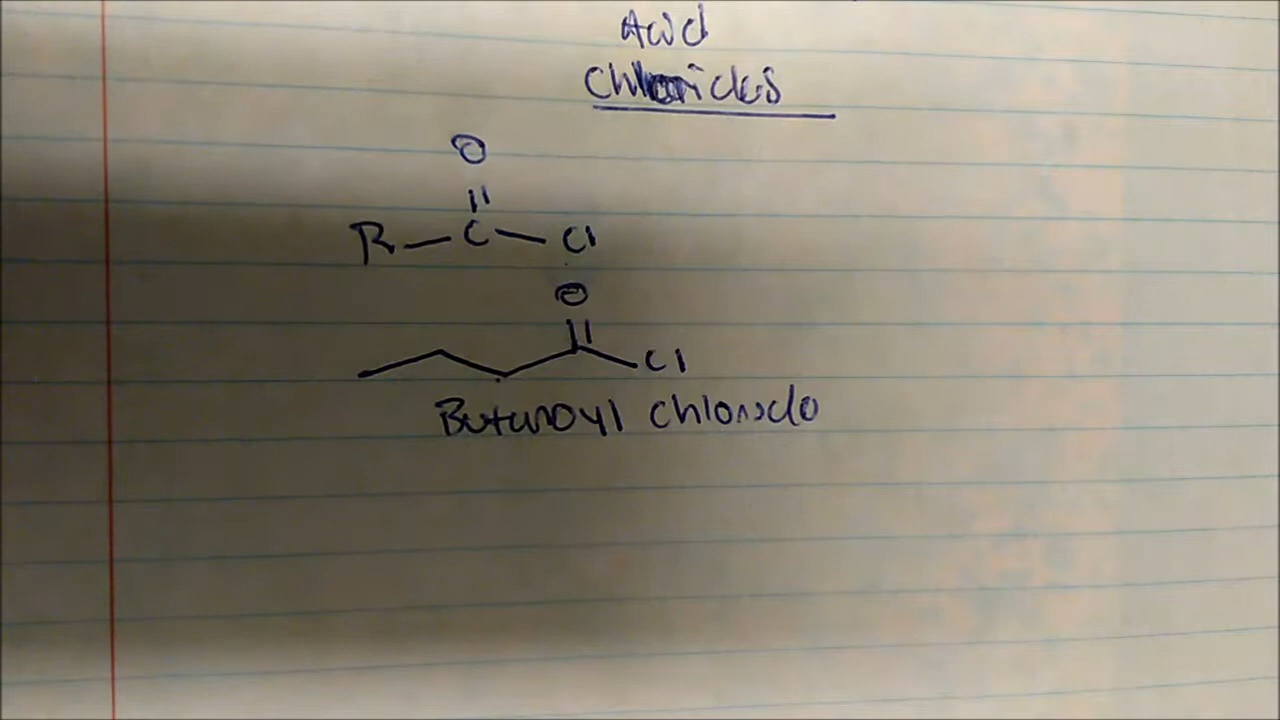 Acid
Chlorides
O
R—C—Cl
O
Cl
Butanoyl Chloride